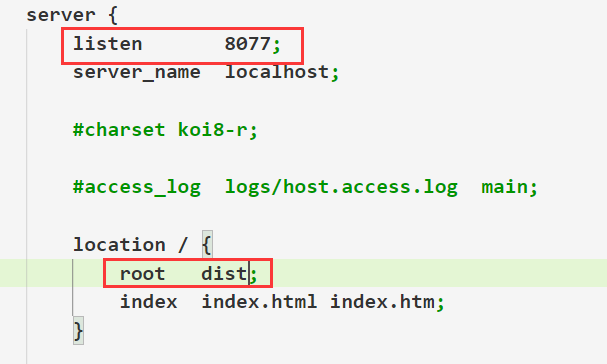 server {
listen 8077;
server_name localhost;
#charset koi8-r;
#access_log logs/host.access.log main;
location / {
root dist;
index index.html index.htm;
}